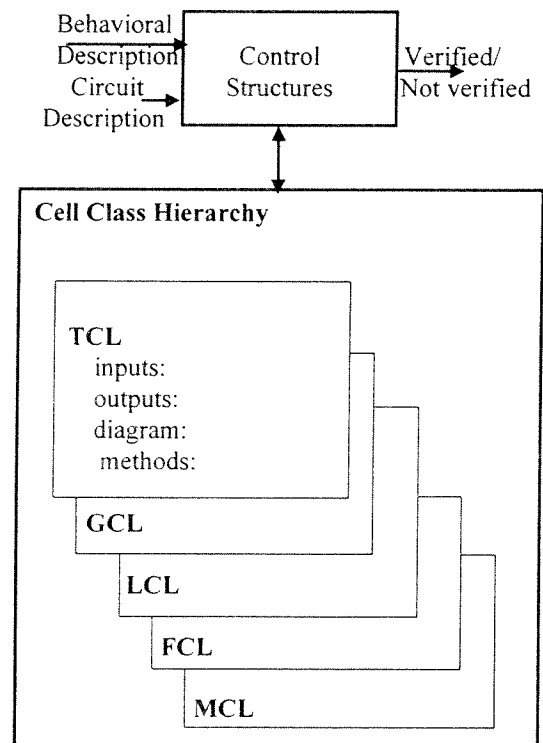 Behavioral
Description
Circuit
Description
Control
Structures
Verified/
Not verified
Cell Class Hierarchy
TCL
inputs:
outputs:
diagram:
methods:
GCL
LCL
FCL
MCL